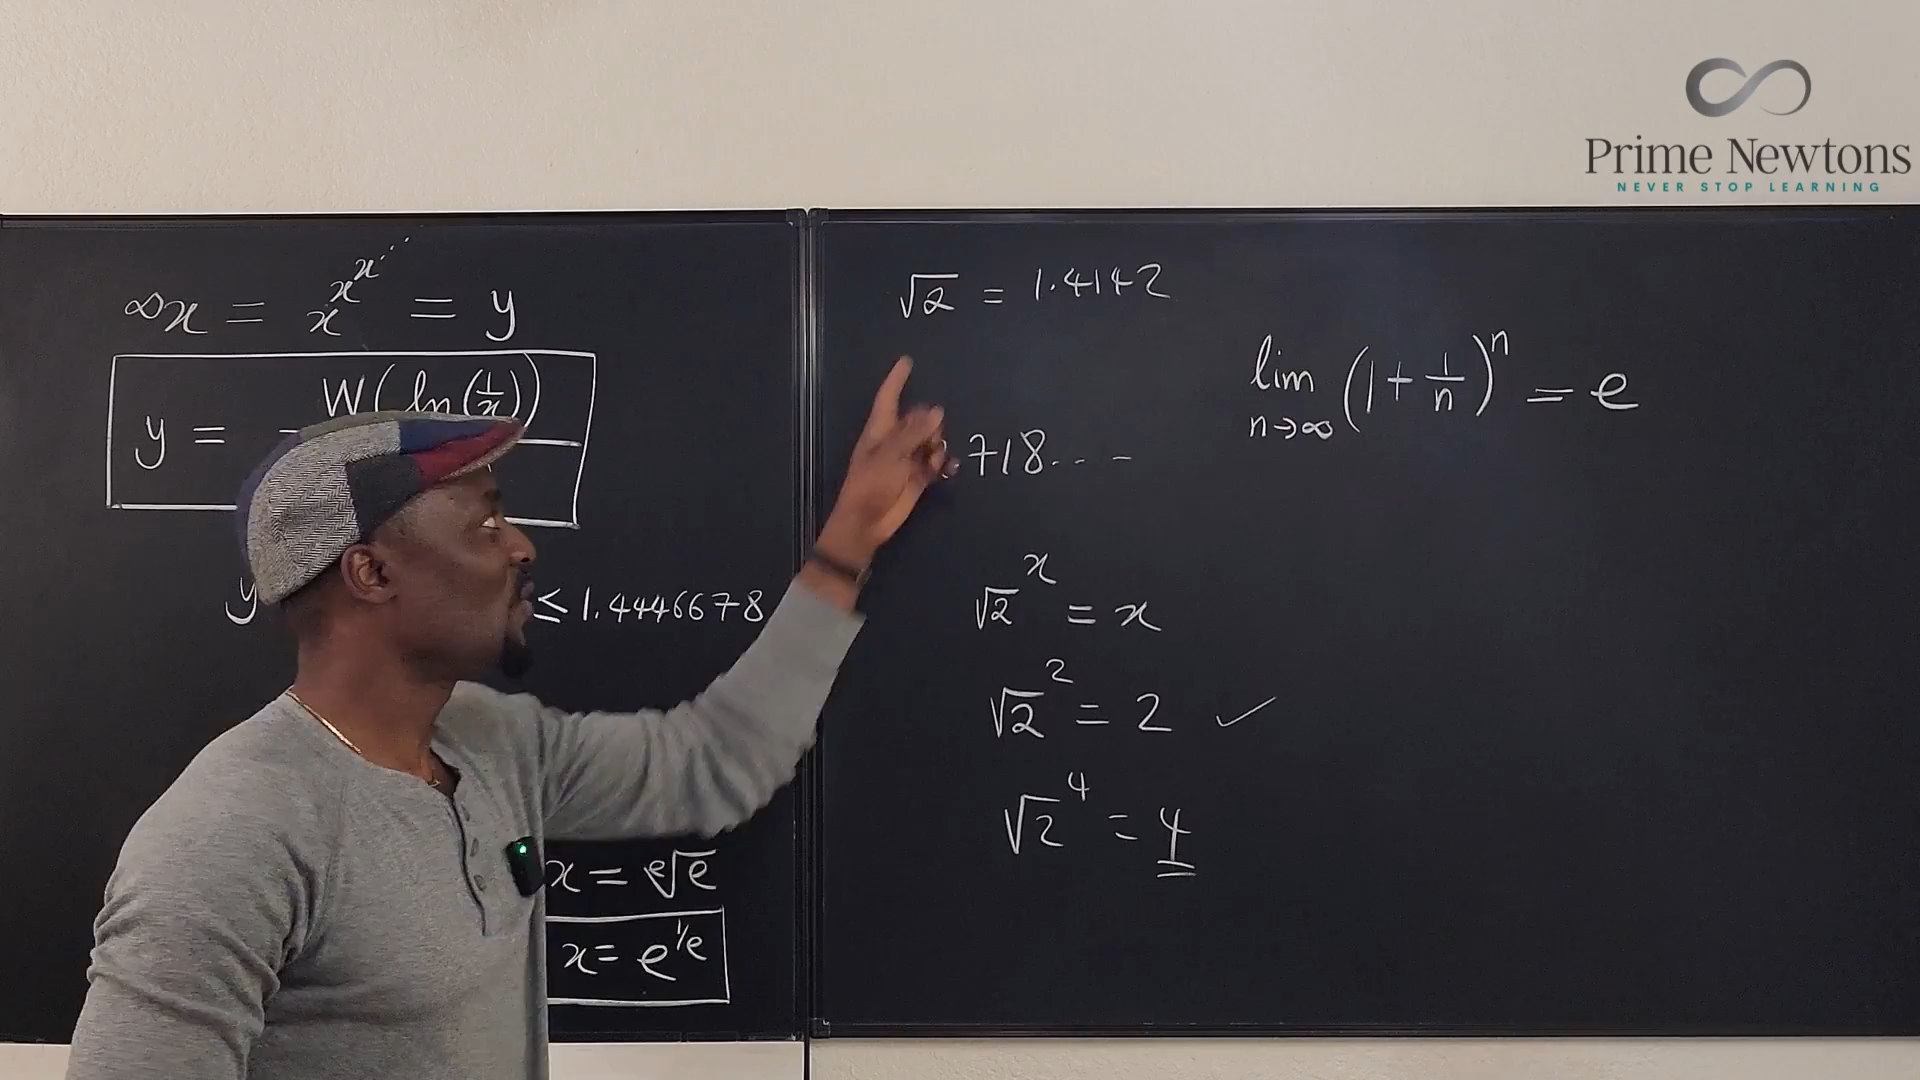 Prime Newtons
NEVER STOP LEARNING
∞x = x^x^x^⋰ = y
y = - W(ln(1/x))
y ≤ 1.4446678
x = ᵉ√e
x = e^1/e
√2 = 1.4142
.718... -
lim n→∞ (1 + 1/n)^n = e
√2^x = x
√2^2 = 2 ✓
√2^4 = 4